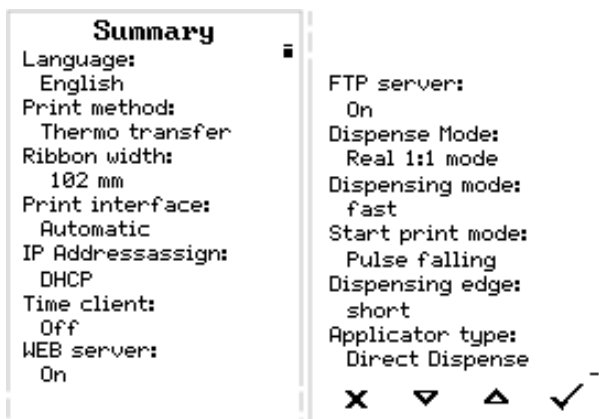 Summary
Language:
English
Print method:
Thermo transfer
Ribbon width:
102 mm
Print interface:
Automatic
IP Addressassign:
DHCP
Time client:
Off
WEB server:
On
FTP server:
On
Dispense Mode:
Real 1:1 mode
Dispensing mode:
fast
Start print mode:
Pulse falling
Dispensing edge:
short
Applicator type:
Direct Dispense